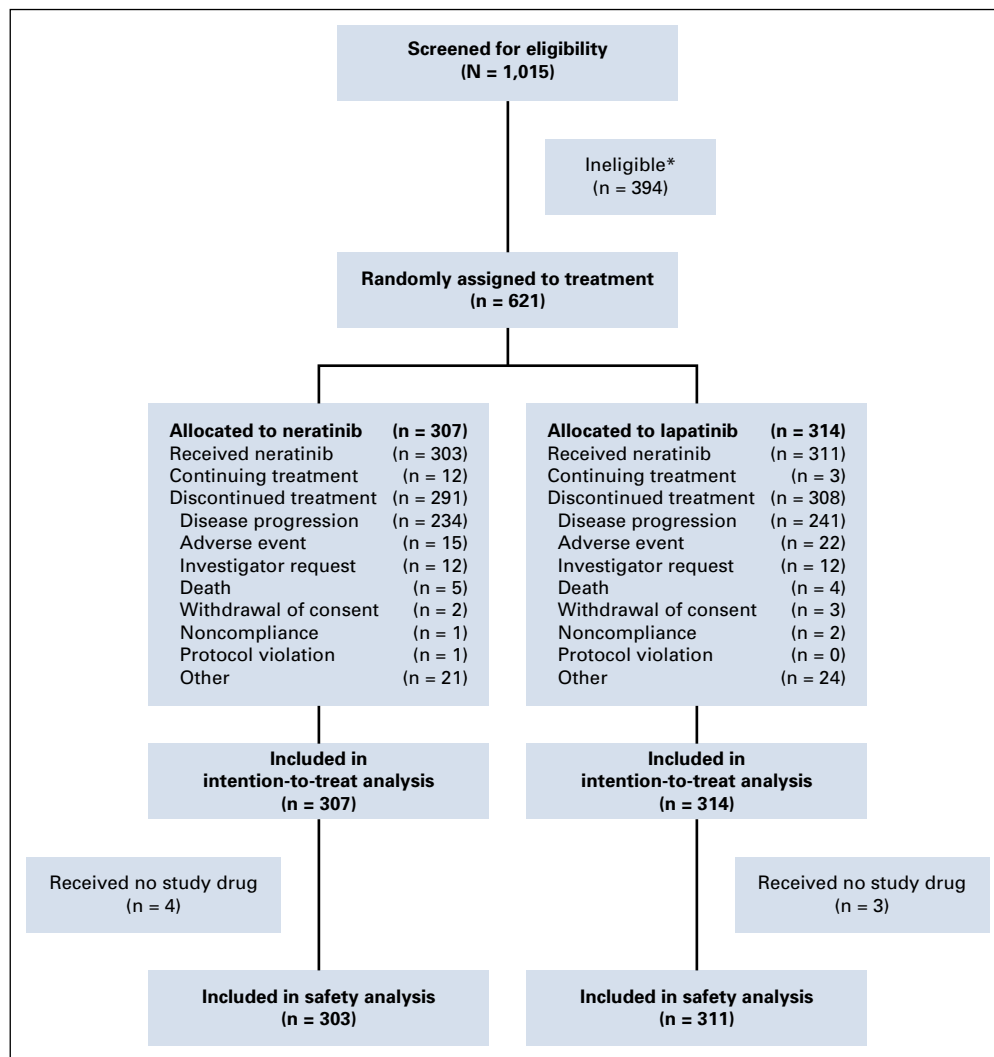 Screened for eligibility
(N = 1,015)
Ineligible*
(n = 394)
Randomly assigned to treatment
(n = 621)
Allocated to neratinib (n = 307)
Received neratinib (n = 303)
Continuing treatment (n = 12)
Discontinued treatment (n = 291)
Disease progression (n = 234)
Adverse event (n = 15)
Investigator request (n = 12)
Death (n = 5)
Withdrawal of consent (n = 2)
Noncompliance (n = 1)
Protocol violation (n = 1)
Other (n = 21)
Allocated to lapatinib (n = 314)
Received neratinib (n = 311)
Continuing treatment (n = 3)
Discontinued treatment (n = 308)
Disease progression (n = 241)
Adverse event (n = 22)
Investigator request (n = 12)
Death (n = 4)
Withdrawal of consent (n = 3)
Noncompliance (n = 2)
Protocol violation (n = 0)
Other (n = 24)
Included in
intention-to-treat analysis
(n = 307)
Included in
intention-to-treat analysis
(n = 314)
Received no study drug
(n = 4)
Received no study drug
(n = 3)
Included in safety analysis
(n = 303)
Included in safety analysis
(n = 311)